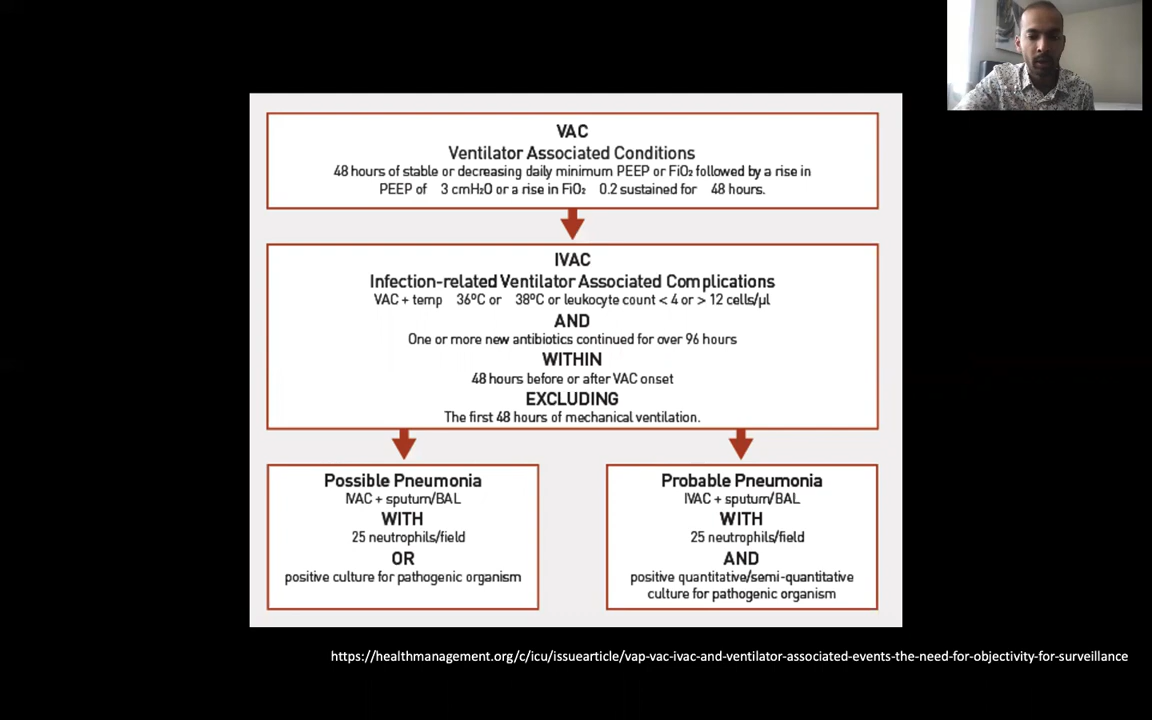 VAC
Ventilator Associated Conditions
48 hours of stable or decreasing daily minimum PEEP or FiO₂ followed by a rise in
PEEP of 3 cmH₂O or a rise in FiO₂ 0.2 sustained for 48 hours.
IVAC
Infection-related Ventilator Associated Complications
VAC + temp 36ºC or 38ºC or leukocyte count < 4 or > 12 cells/µl
AND
One or more new antibiotics continued for over 96 hours
WITHIN
48 hours before or after VAC onset
EXCLUDING
The first 48 hours of mechanical ventilation.
Possible Pneumonia
IVAC + sputum/BAL
WITH
25 neutrophils/field
OR
positive culture for pathogenic organism
Probable Pneumonia
IVAC + sputum/BAL
WITH
25 neutrophils/field
AND
positive quantitative/semi-quantitative
culture for pathogenic organism
https://healthmanagement.org/c/icu/issuearticle/vap-vac-ivac-and-ventilator-associated-events-the-need-for-objectivity-for-surveillance